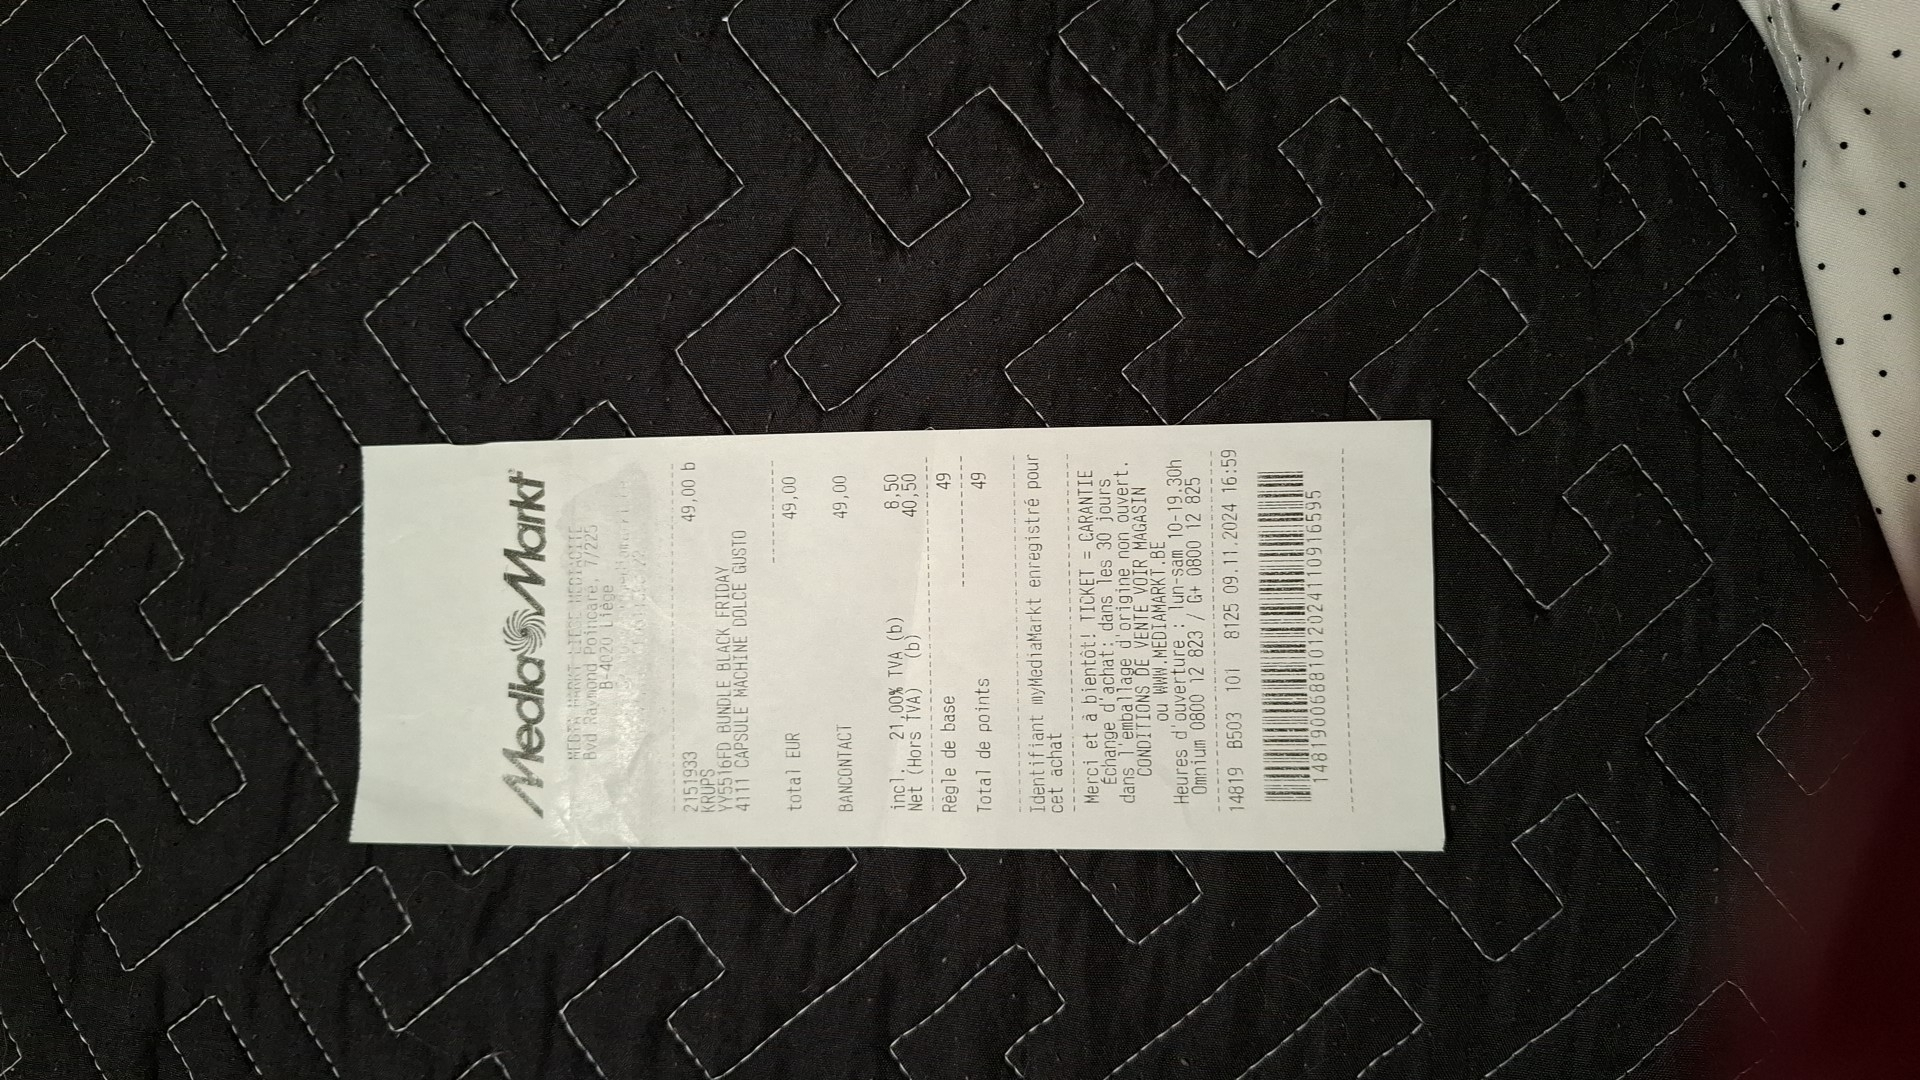 MediaMarkt
Bvd Raymond Poincaré, 7/225
B-4020 Liège
2151933 49,00 b
KRUPS
YY5516FD BUNDLE BLACK FRIDAY
4111 CAPSULE MACHINE DOLCE GUSTO
total EUR 49,00
BANCONTACT 49,00
incl. 21,00% TVA (b) 8,50
Net (Hors TVA) (b) 40,50
Règle de base 49
Total de points 49
Identifiant myMediaMarkt enregistré pour
cet achat
Merci et à bientôt! TICKET = GARANTIE
Échange d'achat: dans les 30 jours
dans l'emballage d'origine non ouvert.
CONDITIONS DE VENTE VOIR MAGASIN
ou WWW.MEDIAMARKT.BE
Heures d'ouverture : lun-sam 10-19.30h
Omnium 0800 12 823 / G+ 0800 12 825
14819 B503 101 8125 09.11.2024 16:59